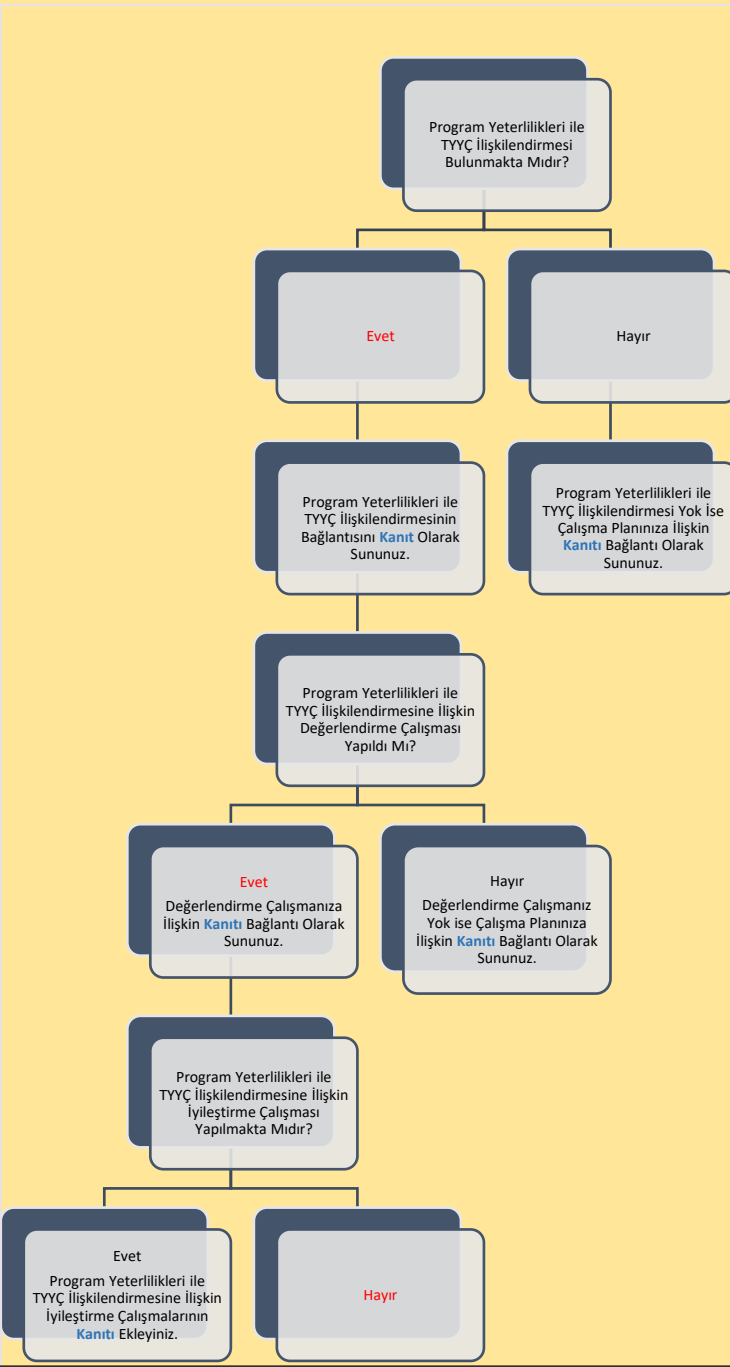 Program Yeterlilikleri ile
TYYÇ İlişkilendirmesi
Bulunmakta Mıdır?
Evet
Hayır
Program Yeterlilikleri ile
TYYÇ İlişkilendirmesinin
Bağlantısını Kanıt Olarak
Sununuz.
Program Yeterlilikleri ile
TYYÇ İlişkilendirmesi Yok İse
Çalışma Planınıza İlişkin
Kanıtı Bağlantı Olarak
Sununuz.
Program Yeterlilikleri ile
TYYÇ İlişkilendirmesine İlişkin
Değerlendirme Çalışması
Yapıldı Mı?
Evet
Değerlendirme Çalışmanıza
İlişkin Kanıtı Bağlantı Olarak
Sununuz.
Hayır
Değerlendirme Çalışmanız
Yok ise Çalışma Planınıza
İlişkin Kanıtı Bağlantı Olarak
Sununuz.
Program Yeterlilikleri ile
TYYÇ İlişkilendirmesine İlişkin
İyileştirme Çalışması
Yapılmakta Mıdır?
Evet
Program Yeterlilikleri ile
TYYÇ İlişkilendirmesine İlişkin
İyileştirme Çalışmalarının
Kanıtı Ekleyiniz.
Hayır